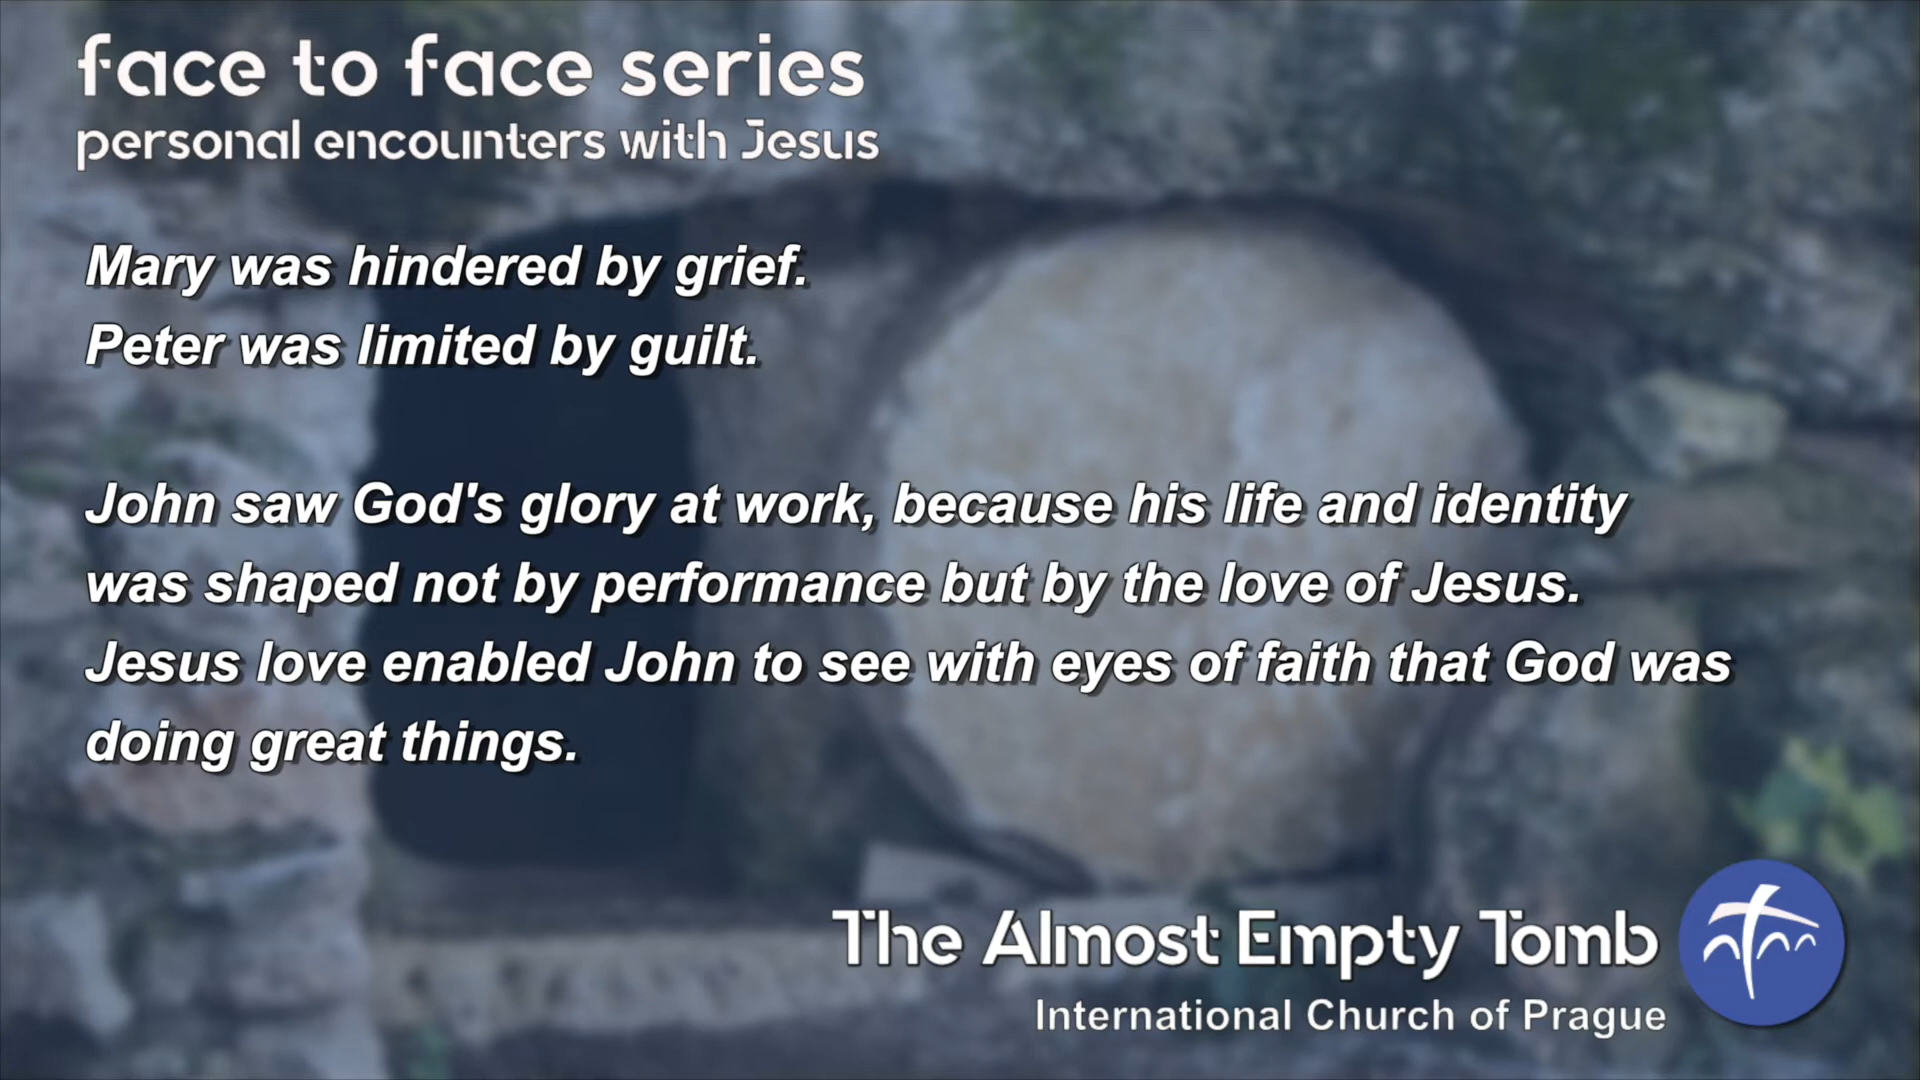 face to face series
personal encounters with Jesus
Mary was hindered by grief.
Peter was limited by guilt.
John saw God's glory at work, because his life and identity
was shaped not by performance but by the love of Jesus.
Jesus love enabled John to see with eyes of faith that God was
doing great things.
The Almost Empty Tomb
International Church of Prague